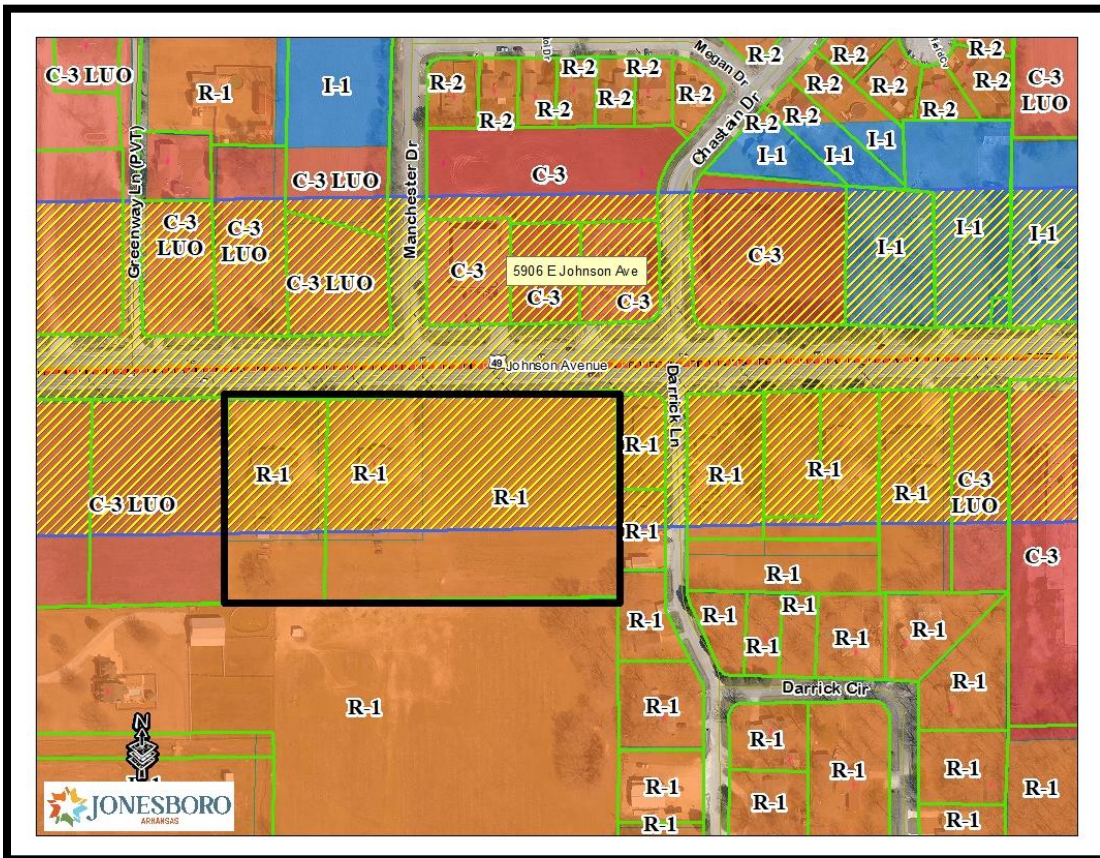 Megan Dr
R-2
R-2
R-2
R-2
C-3 LUO
R-1
I-1
R-2
R-2
R-2
R-2
R-2
R-2
R-2
R-2
R-2
R-2
R-2
C-3
LUO
Chastain Dr
I-1
I-1
I-1
Greenway Ln (PVT)
Manchester Dr
C-3
C-3 LUO
C-3
LUO
C-3
LUO
C-3 LUO
C-3
5906 E Johnson Ave
C-3
C-3
C-3
I-1
I-1
I-1
49
Johnson Avenue
Darrick Ln
C-3 LUO
R-1
R-1
R-1
R-1
R-1
R-1
R-1
R-1
C-3
LUO
C-3
R-1
R-1
R-1
R-1
R-1
R-1
R-1
R-1
R-1
R-1
R-1
Darrick Cir
R-1
R-1
R-1
R-1
R-1
R-1
R-1
R-1
N
JONESBORO
ARKANSAS